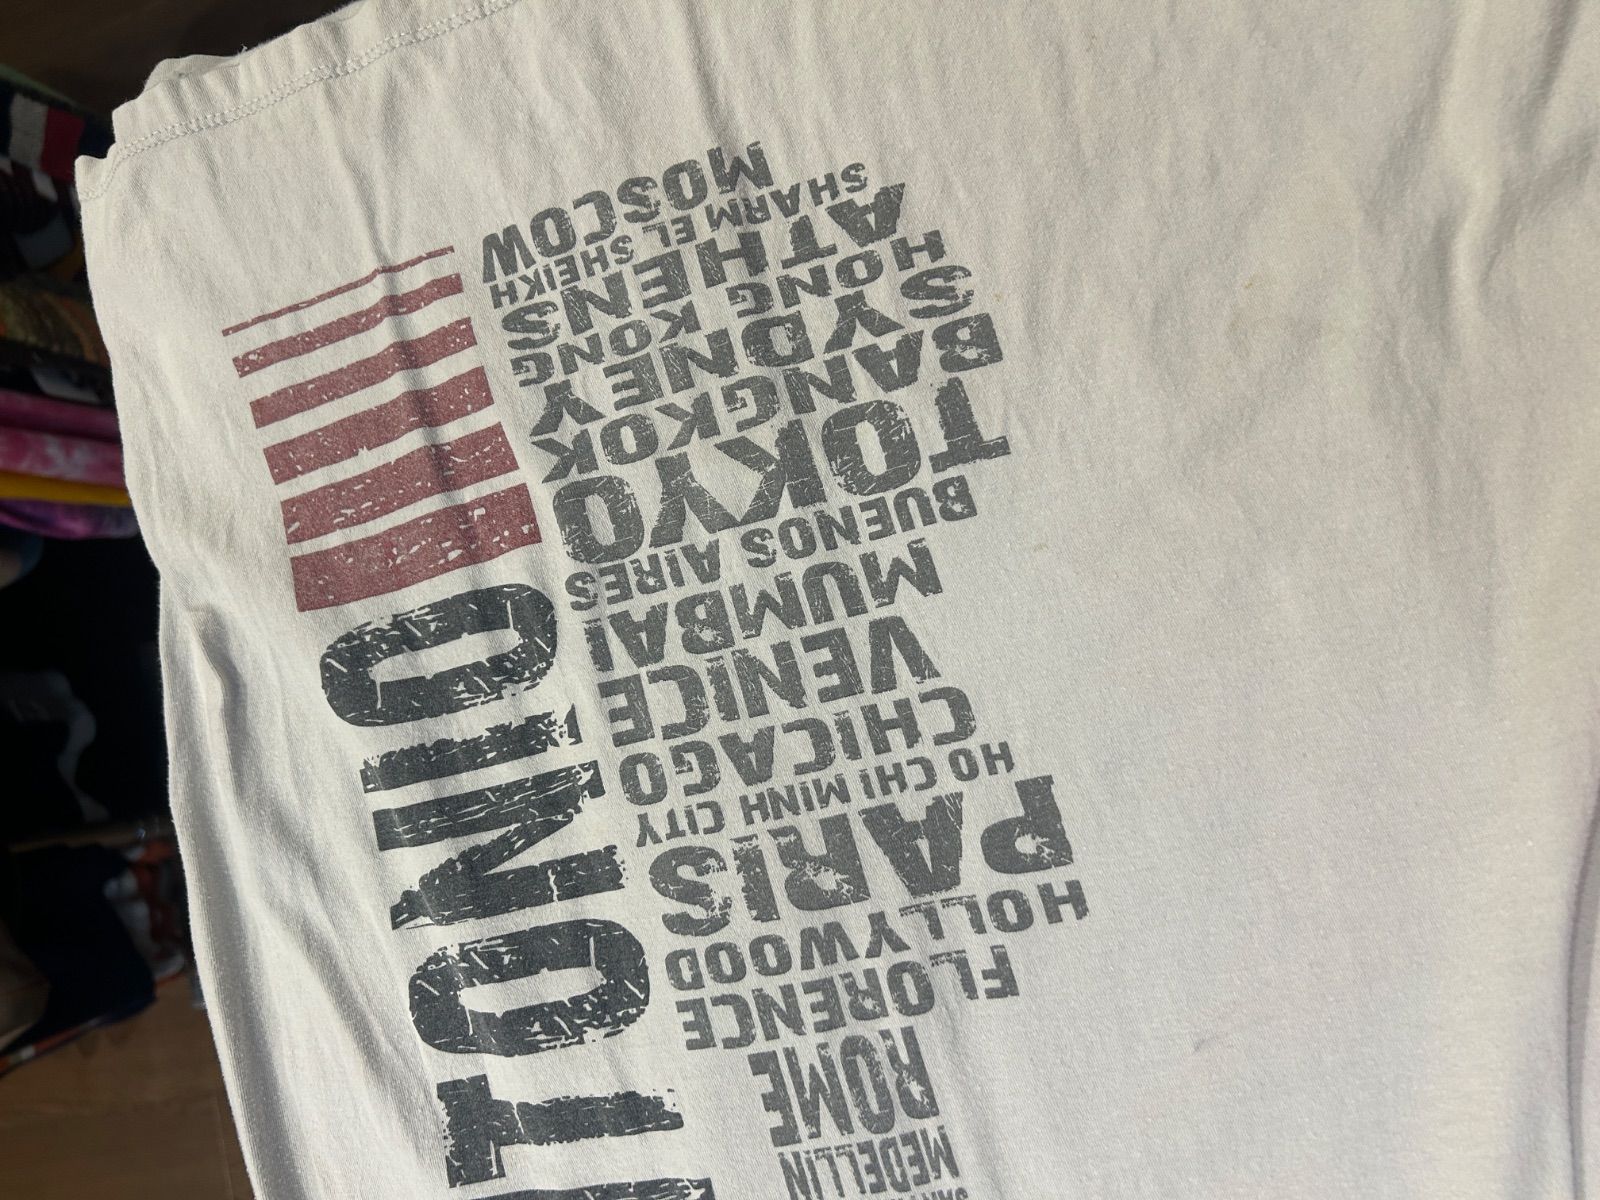 MEDELLIN
ROME
FLORENCE
HOLLYWOOD
PARIS
HO CHI MINH CITY
CHICAGO
VENICE
MUMBAI
BUENOS AIRES
TOKYO
BANGKOK
SYDNEY
HONG KONG
ATHENS
SHARM EL SHEIKH
MOSCOW
TONIO